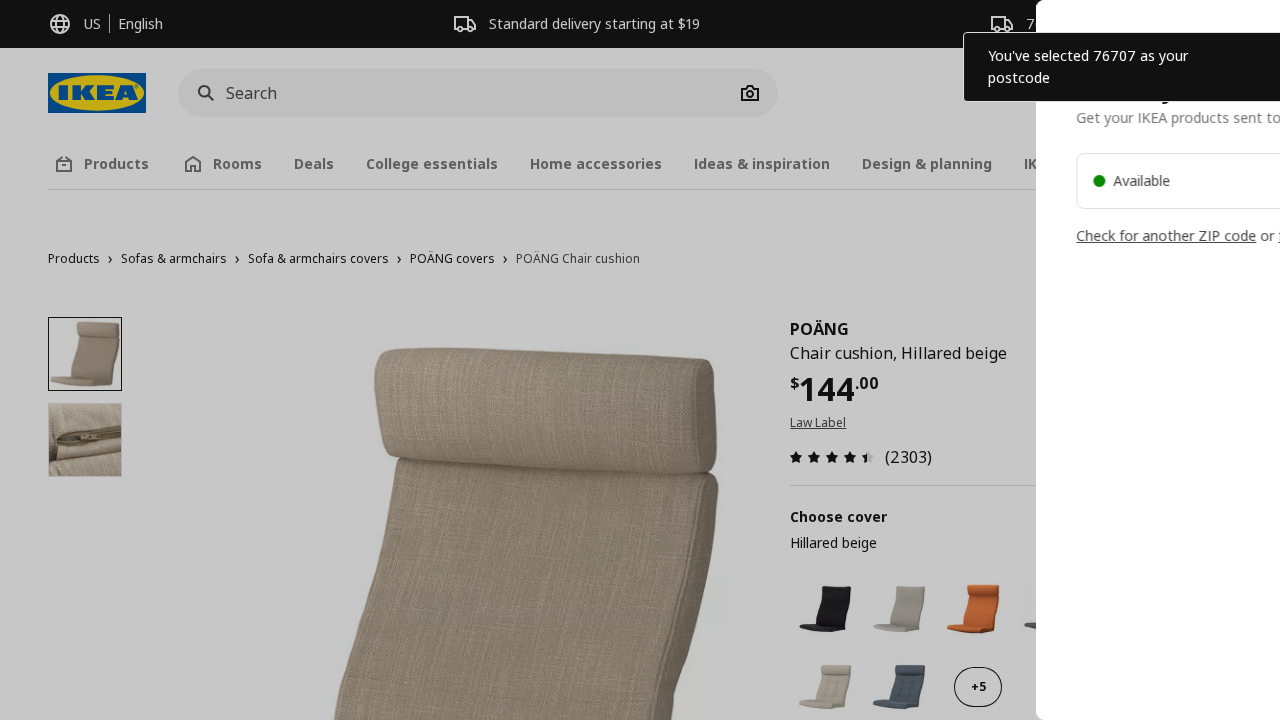 US
English
Standard delivery starting at $19
7
You've selected 76707 as your
postcode
IKEA
Search
Get your IKEA products sent to
Products
Rooms
Deals
College essentials
Home accessories
Ideas & inspiration
Design & planning
IK
Available
Check for another ZIP code or
Products › Sofas & armchairs › Sofa & armchairs covers › POÄNG covers › POÄNG Chair cushion
POÄNG
Chair cushion, Hillared beige
$144.00
Law Label
(2303)
Choose cover
Hillared beige
+5